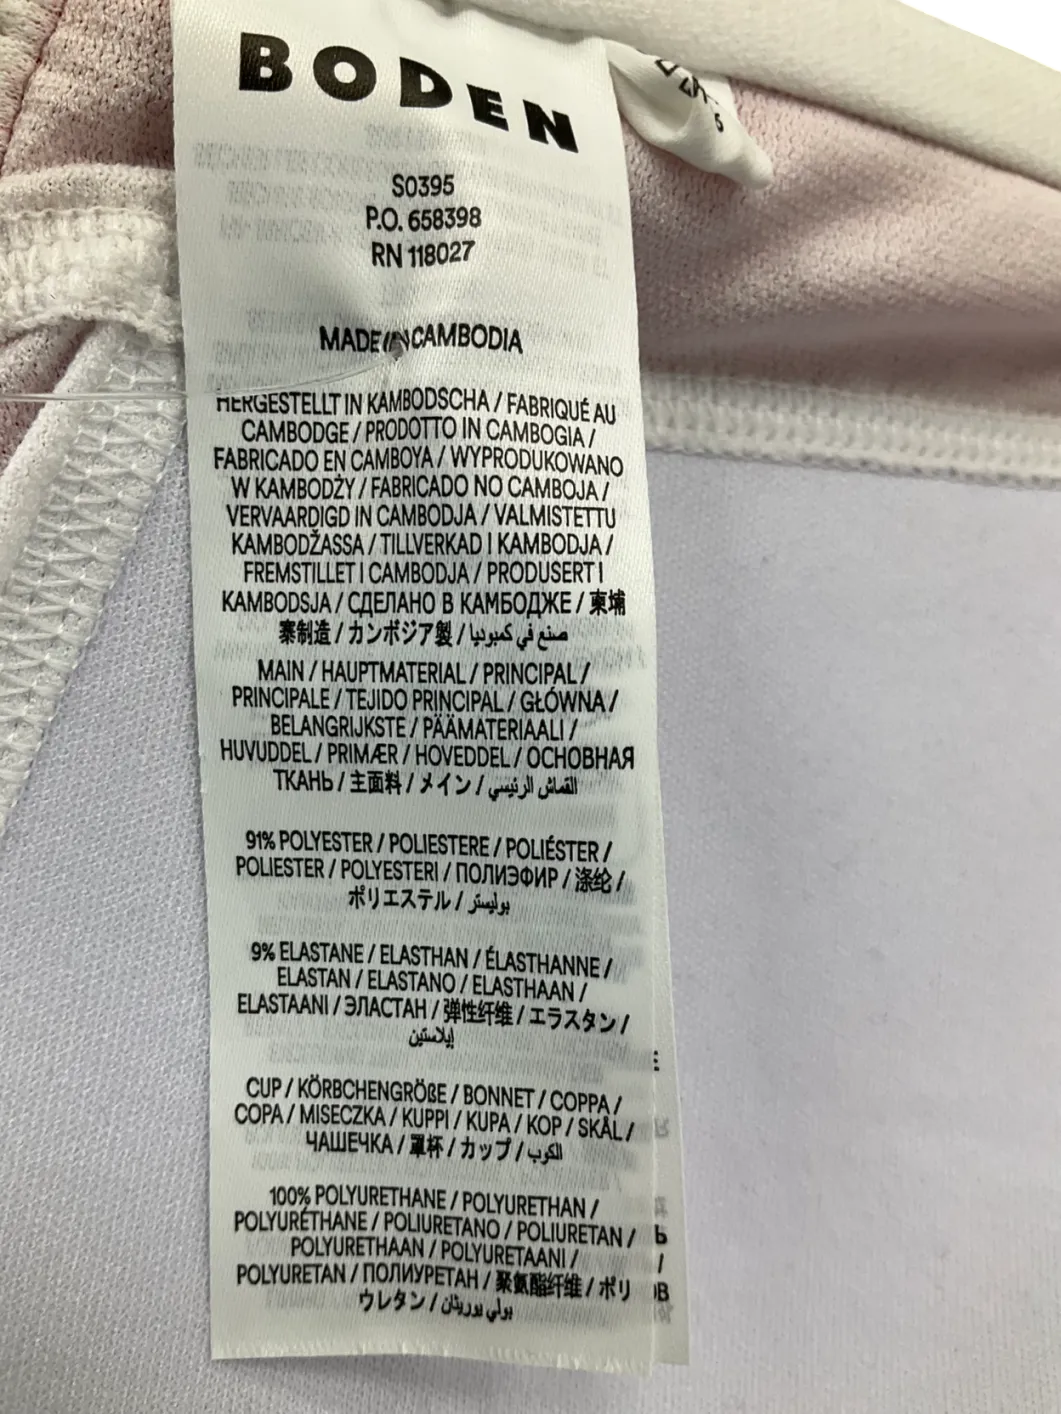 BODEN
S0395
P.O. 658398
RN 118027
MADE IN CAMBODIA
HERGESTELLT IN KAMBODSCHA / FABRIQUÉ AU
CAMBODGE / PRODOTTO IN CAMBOGIA /
FABRICADO EN CAMBOYA / WYPRODUKOWANO
W KAMBODŻY / FABRICADO NO CAMBOJA /
VERVAARDIGD IN CAMBODJA / VALMISTETTU
KAMBODŽASSA / TILLVERKAD I KAMBODJA /
FREMSTILLET I CAMBODJA / PRODUSERT I
KAMBODSJA / СДЕЛАНО В КАМБОДЖЕ / 柬埔
寨制造 / カンボジア製 / صنع في كمبوديا
MAIN / HAUPTMATERIAL / PRINCIPAL /
PRINCIPALE / TEJIDO PRINCIPAL / GŁÓWNA /
BELANGRIJKSTE / PÄÄMATERIAALI /
HUVUDDEL / PRIMÆR / HOVEDDEL / ОСНОВНАЯ
ТКАНЬ / 主面料 / メイン / القماش الرئيسي
91% POLYESTER / POLIESTERE / POLIÉSTER /
POLIESTER / POLYESTERI / ПОЛИЭФИР / 涤纶 /
ポリエステル / بوليستر
9% ELASTANE / ELASTHAN / ÉLASTHANNE /
ELASTAN / ELASTANO / ELASTHAAN /
ELASTAANI / ЭЛАСТАН / 弹性纤维 / エラスタン /
إيلاستين
CUP / KÖRBCHENGRÖßE / BONNET / COPPA /
COPA / MISECZKA / KUPPI / KUPA / KOP / SKÅL /
ЧАШЕЧКА / 罩杯 / カップ / الكوب
100% POLYURETHANE / POLYURETHAN /
POLYURÉTHANE / POLIURETANO / POLIURETAN /
POLYURETHAAN / POLYURETAANI /
POLYURETAN / ПОЛИУРЕТАН / 聚氨酯纤维 / ポリ
ウレタン / بولي يوريثان